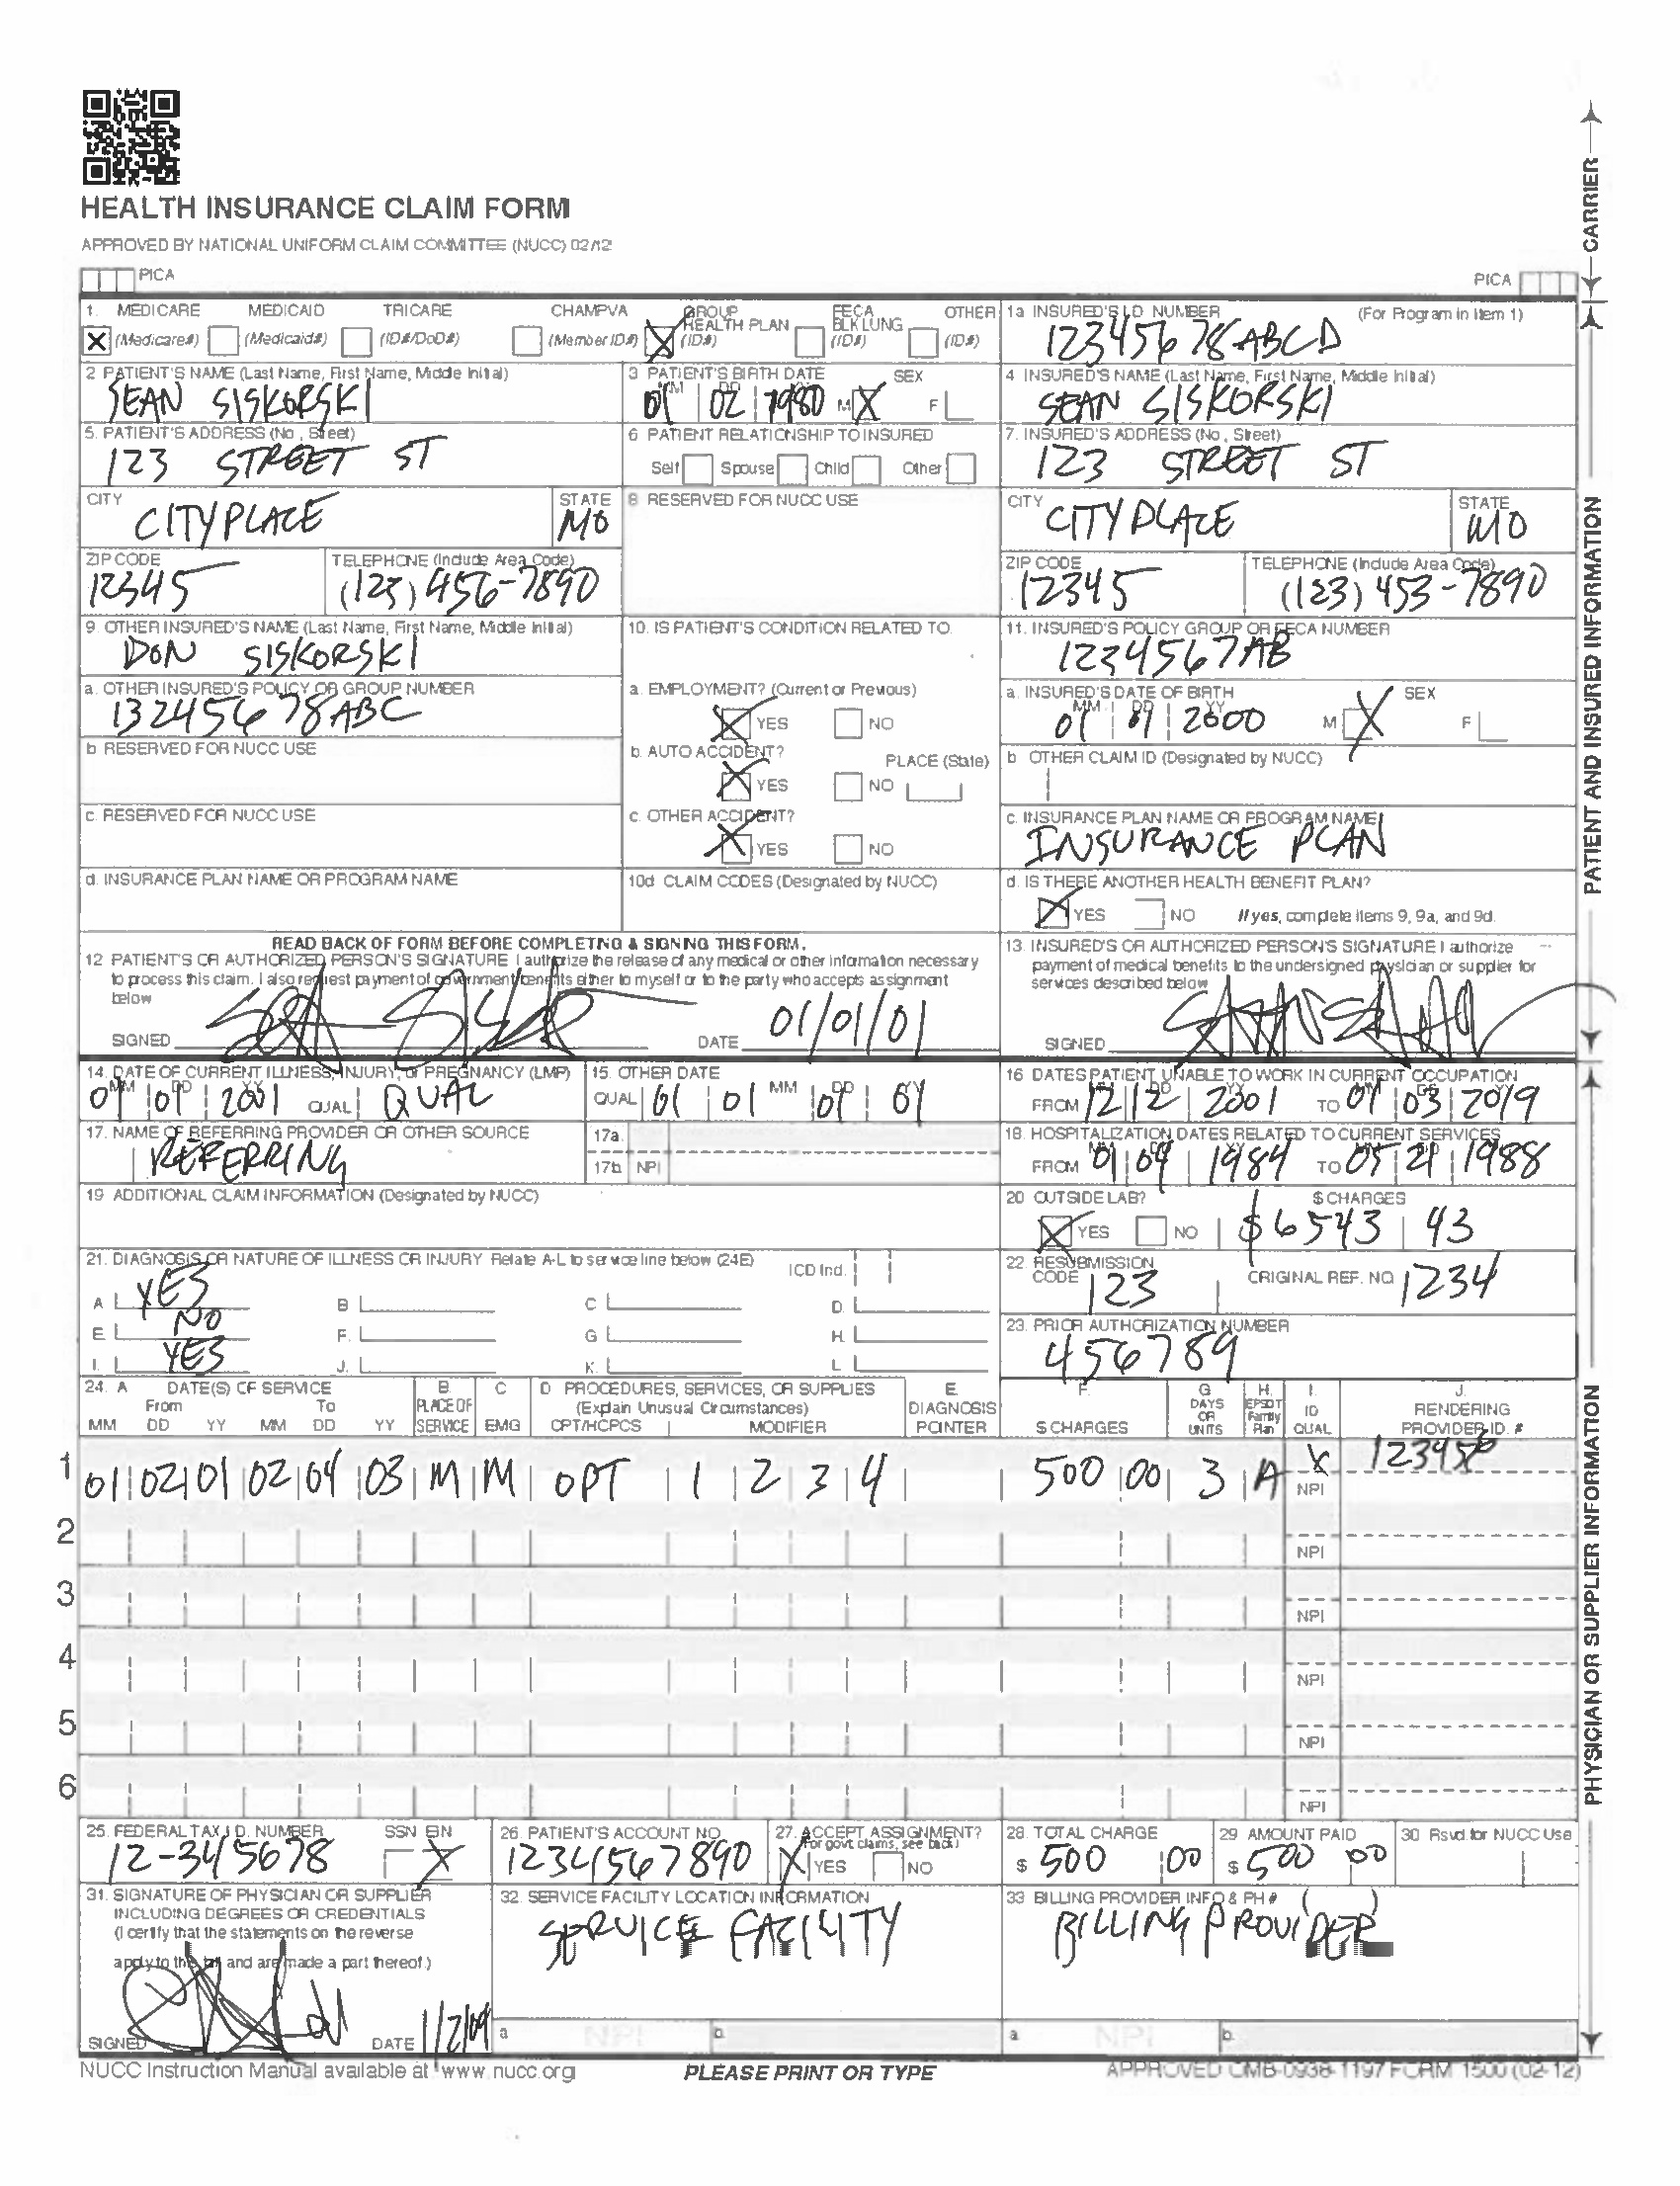 HEALTH INSURANCE CLAIM FORM
APPROVED BY NATIONAL UNIFORM CLAIM COMMITTEE (NUCC) 02/12
PICA PICA
CARRIER
1. MEDICARE MEDICAID TRICARE CHAMPVA GROUP HEALTH PLAN FECA BLK LUNG OTHER
X (Medicare#) (Medicaid#) (ID#/DoD#) (Member ID#) X (ID#) (ID#) (ID#)
1a INSURED'S I.D NUMBER (For Program in Item 1)
12345678ABCD
2 PATIENT'S NAME (Last Name, First Name, Middle Initial)
SEAN SISKORSKI
3 PATIENT'S BIRTH DATE SEX
MM DD
01 02 1980 M X F
4 INSURED'S NAME (Last Name, First Name, Middle Initial)
SEAN SISKORSKI
5. PATIENT'S ADDRESS (No., Street)
123 STREET ST
6 PATIENT RELATIONSHIP TO INSURED
Self Spouse Child Other
7. INSURED'S ADDRESS (No., Street)
123 STREET ST
CITY STATE
CITYPLACE MO
8 RESERVED FOR NUCC USE
CITY STATE
CITYPLACE MO
ZIP CODE TELEPHONE (Include Area Code)
12345 (123) 456-7890
ZIP CODE TELEPHONE (Include Area Code)
12345 (123) 453-7890
9. OTHER INSURED'S NAME (Last Name, First Name, Middle Initial)
DON SISKORSKI
10. IS PATIENT'S CONDITION RELATED TO
11. INSURED'S POLICY GROUP OR FECA NUMBER
1234567AB
a. OTHER INSURED'S POLICY OR GROUP NUMBER
13245678ABC
a. EMPLOYMENT? (Current or Previous)
X YES NO
a. INSURED'S DATE OF BIRTH SEX
MM DD YY
01 01 2000 M X F
b RESERVED FOR NUCC USE
b. AUTO ACCIDENT? PLACE (State)
X YES NO
b OTHER CLAIM ID (Designated by NUCC)
c. RESERVED FOR NUCC USE
c. OTHER ACCIDENT?
X YES NO
c. INSURANCE PLAN NAME OR PROGRAM NAME
INSURANCE PLAN
d. INSURANCE PLAN NAME OR PROGRAM NAME
10d CLAIM CODES (Designated by NUCC)
d. IS THERE ANOTHER HEALTH BENEFIT PLAN?
X YES NO If yes, complete items 9, 9a, and 9d.
PATIENT AND INSURED INFORMATION
READ BACK OF FORM BEFORE COMPLETING & SIGNING THIS FORM.
12 PATIENT'S OR AUTHORIZED PERSON'S SIGNATURE I authorize the release of any medical or other information necessary
to process this claim. I also request payment of government benefits either to myself or to the party who accepts assignment
below
SIGNED DATE 01/01/01
13. INSURED'S OR AUTHORIZED PERSON'S SIGNATURE I authorize
payment of medical benefits to the undersigned physician or supplier for
services described below
SIGNED
14. DATE OF CURRENT ILLNESS, INJURY, or PREGNANCY (LMP)
MM DD YY
01 01 2001 QUAL QUAL
15. OTHER DATE
MM DD YY
QUAL 01 01 01 01
16 DATES PATIENT UNABLE TO WORK IN CURRENT OCCUPATION
FROM 12 12 2001 TO 01 03 2019
17. NAME OF REFERRING PROVIDER OR OTHER SOURCE
REFERRING
17a.
17b NPI
18. HOSPITALIZATION DATES RELATED TO CURRENT SERVICES
FROM 01 04 1984 TO 05 21 1988
19 ADDITIONAL CLAIM INFORMATION (Designated by NUCC)
20 OUTSIDE LAB? $ CHARGES
X YES NO $6543 43
21. DIAGNOSIS OR NATURE OF ILLNESS OR INJURY Relate A-L to service line below (24E) ICD Ind.
A YES B C D.
E NO F. G H.
I. YES J. K. L
22. RESUBMISSION CODE ORIGINAL REF. NO
123 1234
23. PRIOR AUTHORIZATION NUMBER
456789
24. A DATE(S) OF SERVICE B. C D PROCEDURES, SERVICES, OR SUPPLIES E. F. G H. I. J.
From To PLACE OF (Explain Unusual Circumstances) DIAGNOSIS DAYS OR UNITS EPSDT Family Plan ID RENDERING
MM DD YY MM DD YY SERVICE EMG CPT/HCPCS MODIFIER POINTER $ CHARGES QUAL PROVIDER ID. #
1 01 02 01 02 04 03 M M OPT 1 2 3 4 500 00 3 A X NPI
2 NPI
3 NPI
4 NPI
5 NPI
6 NPI
25. FEDERAL TAX I.D. NUMBER SSN EIN
12-345678 X
26. PATIENT'S ACCOUNT NO
1234567890
27. ACCEPT ASSIGNMENT?
(For govt claims, see back)
X YES NO
28. TOTAL CHARGE
$ 500 00
29 AMOUNT PAID
$ 500 00
30 Rsvd. for NUCC Use
31. SIGNATURE OF PHYSICIAN OR SUPPLIER
INCLUDING DEGREES OR CREDENTIALS
(I certify that the statements on the reverse
apply to this bill and are made a part thereof.)
SIGNED DATE 1/2/09
32. SERVICE FACILITY LOCATION INFORMATION
SERVICE FACILITY
a. NPI b.
33 BILLING PROVIDER INFO & PH # ( )
BILLING PROVIDER
a. NPI b.
PHYSICIAN OR SUPPLIER INFORMATION
NUCC Instruction Manual available at: www.nucc.org PLEASE PRINT OR TYPE APPROVED OMB-0938-1197 FORM 1500 (02-12)